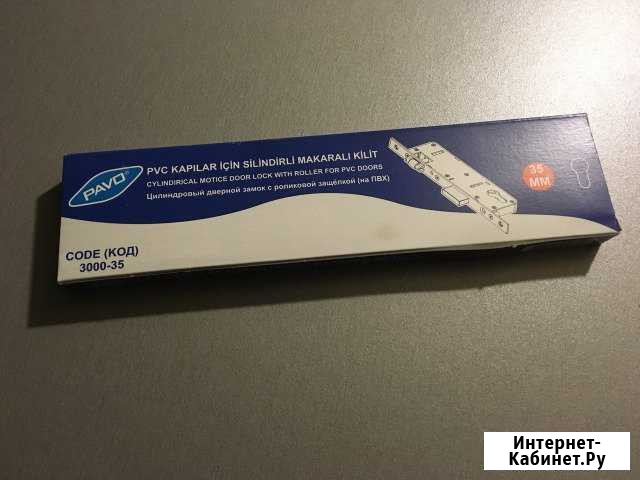 PAVO
PVC KAPILAR İÇİN SİLİNDİRLİ MAKARALI KİLİT
CYLINDIRICAL MOTICE DOOR LOCK WITH ROLLER FOR PVC DOORS
Цилиндровый дверной замок с роликовой защёлкой (на ПВХ)
35
MM
CODE (КОД)
3000-35
Интернет-
Кабинет.Ру